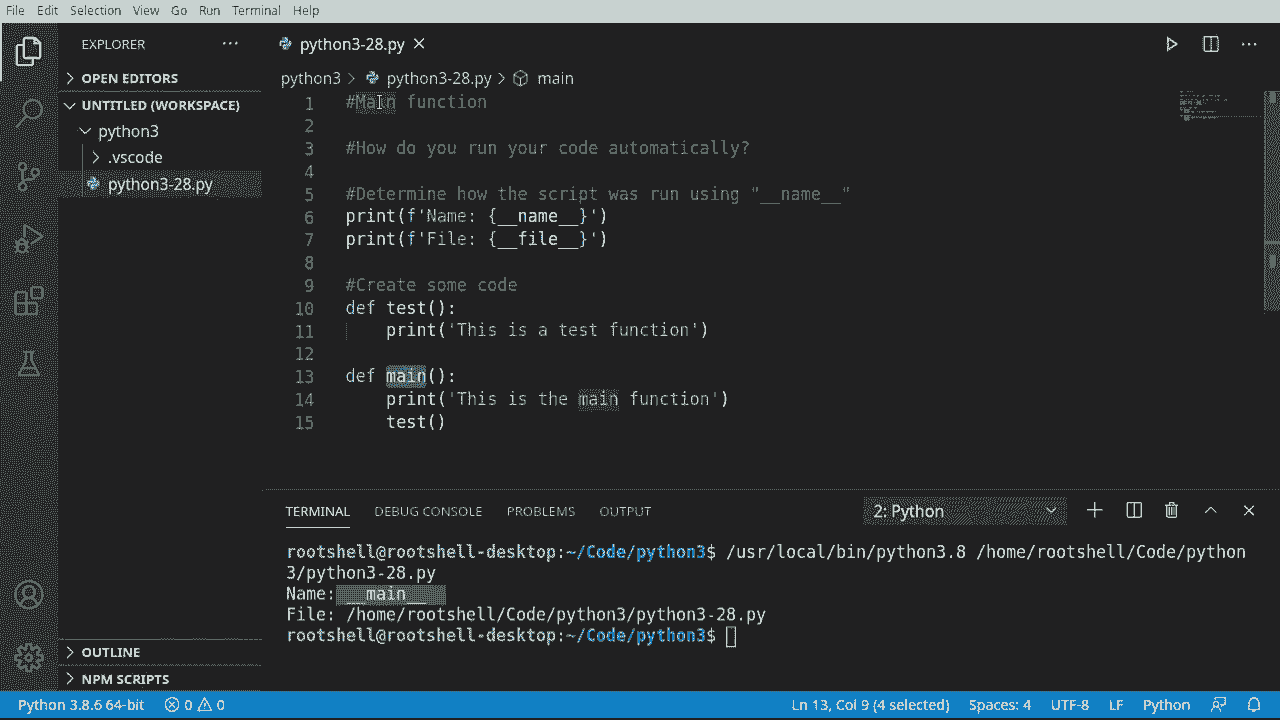 File Edit Selection View Go Run Terminal Help
EXPLORER
OPEN EDITORS
UNTITLED (WORKSPACE)
python3
.vscode
python3-28.py
OUTLINE
NPM SCRIPTS
python3-28.py
python3 > python3-28.py > main
1 #Main function
2
3 #How do you run your code automatically?
4
5 #Determine how the script was run using "__name__"
6 print(f'Name: {__name__}')
7 print(f'File: {__file__}')
8
9 #Create some code
10 def test():
11     print('This is a test function')
12
13 def main():
14     print('This is the main function')
15     test()
TERMINAL DEBUG CONSOLE PROBLEMS OUTPUT 2: Python
rootshell@rootshell-desktop:~/Code/python3$ /usr/local/bin/python3.8 /home/rootshell/Code/python
3/python3-28.py
Name: __main__
File: /home/rootshell/Code/python3/python3-28.py
rootshell@rootshell-desktop:~/Code/python3$
Python 3.8.6 64-bit 0 0 Ln 13, Col 9 (4 selected) Spaces: 4 UTF-8 LF Python